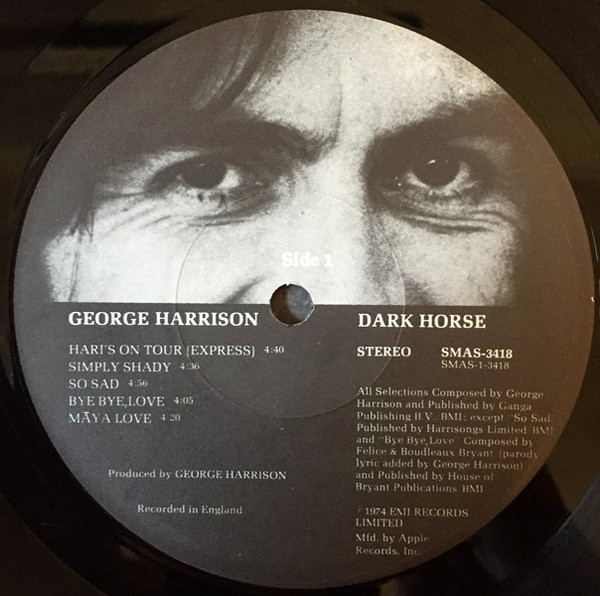 Side 1
GEORGE HARRISON
HARI'S ON TOUR (EXPRESS) 4:40
SIMPLY SHADY 4:36
SO SAD 4:56
BYE BYE, LOVE 4:05
MĀYA LOVE 4:20
Produced by GEORGE HARRISON
Recorded in England
DARK HORSE
STEREO SMAS-3418
SMAS-1-3418
All Selections Composed by George
Harrison and Published by Ganga
Publishing B.V. BMI; except "So Sad"
Published by Harrisongs Limited BMI
and "Bye Bye, Love" Composed by
Felice & Boudleaux Bryant (parody
lyric added by George Harrison)
and Published by House of
Bryant Publications BMI
℗ 1974 EMI RECORDS
LIMITED
Mfd. by Apple
Records, Inc.